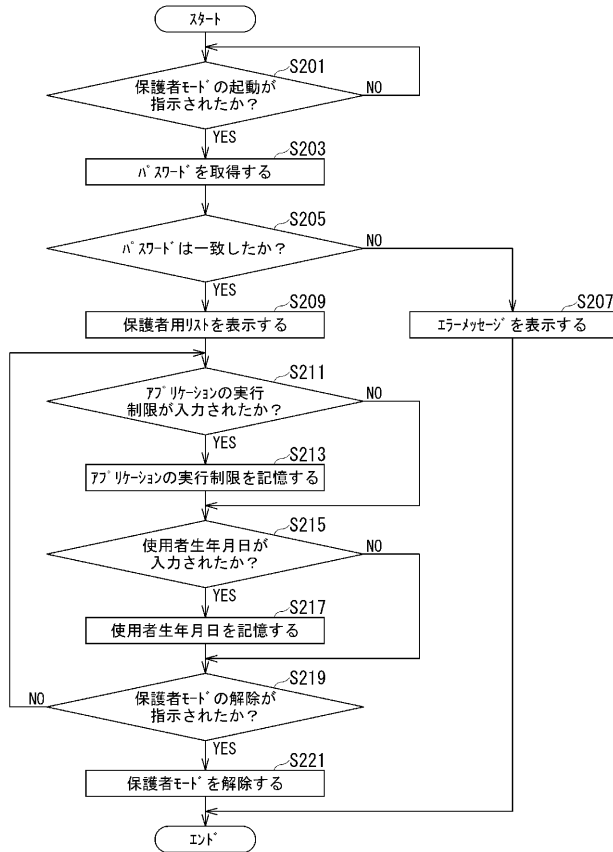 スタート
S201
保護者ﾓｰﾄﾞの起動が
指示されたか？
NO
YES
S203
ﾊﾟｽﾜｰﾄﾞを取得する
S205
ﾊﾟｽﾜｰﾄﾞは一致したか？
NO
YES
S209
保護者用ﾘｽﾄを表示する
S207
ｴﾗｰﾒｯｾｰｼﾞを表示する
S211
ｱﾌﾟﾘｹｰｼｮﾝの実行
制限が入力されたか？
NO
YES
S213
ｱﾌﾟﾘｹｰｼｮﾝの実行制限を記憶する
S215
使用者生年月日が
入力されたか？
NO
YES
S217
使用者生年月日を記憶する
S219
保護者ﾓｰﾄﾞの解除が
指示されたか？
NO
YES
S221
保護者ﾓｰﾄﾞを解除する
ｴﾝﾄﾞ